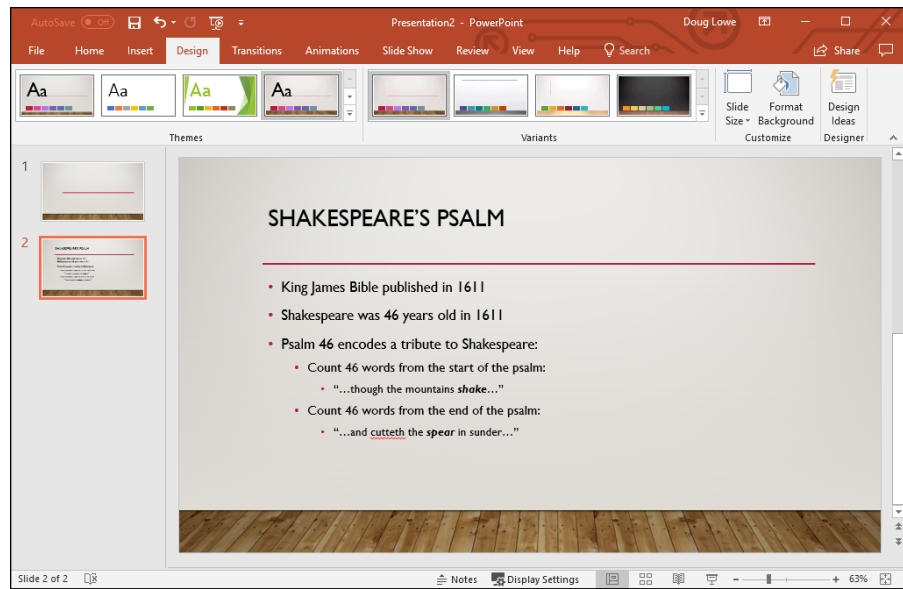 AutoSave Off Presentation2 - PowerPoint Doug Lowe
File Home Insert Design Transitions Animations Slide Show Review View Help Search Share
Aa Aa Aa Aa
Slide Size Format Background Design Ideas
Themes Variants Customize Designer
1
2
SHAKESPEARE’S PSALM
• King James Bible published in 1611
• Shakespeare was 46 years old in 1611
• Psalm 46 encodes a tribute to Shakespeare:
• Count 46 words from the start of the psalm:
• “…though the mountains shake…”
• Count 46 words from the end of the psalm:
• “…and cutteth the spear in sunder…”
Slide 2 of 2 Notes Display Settings 63%